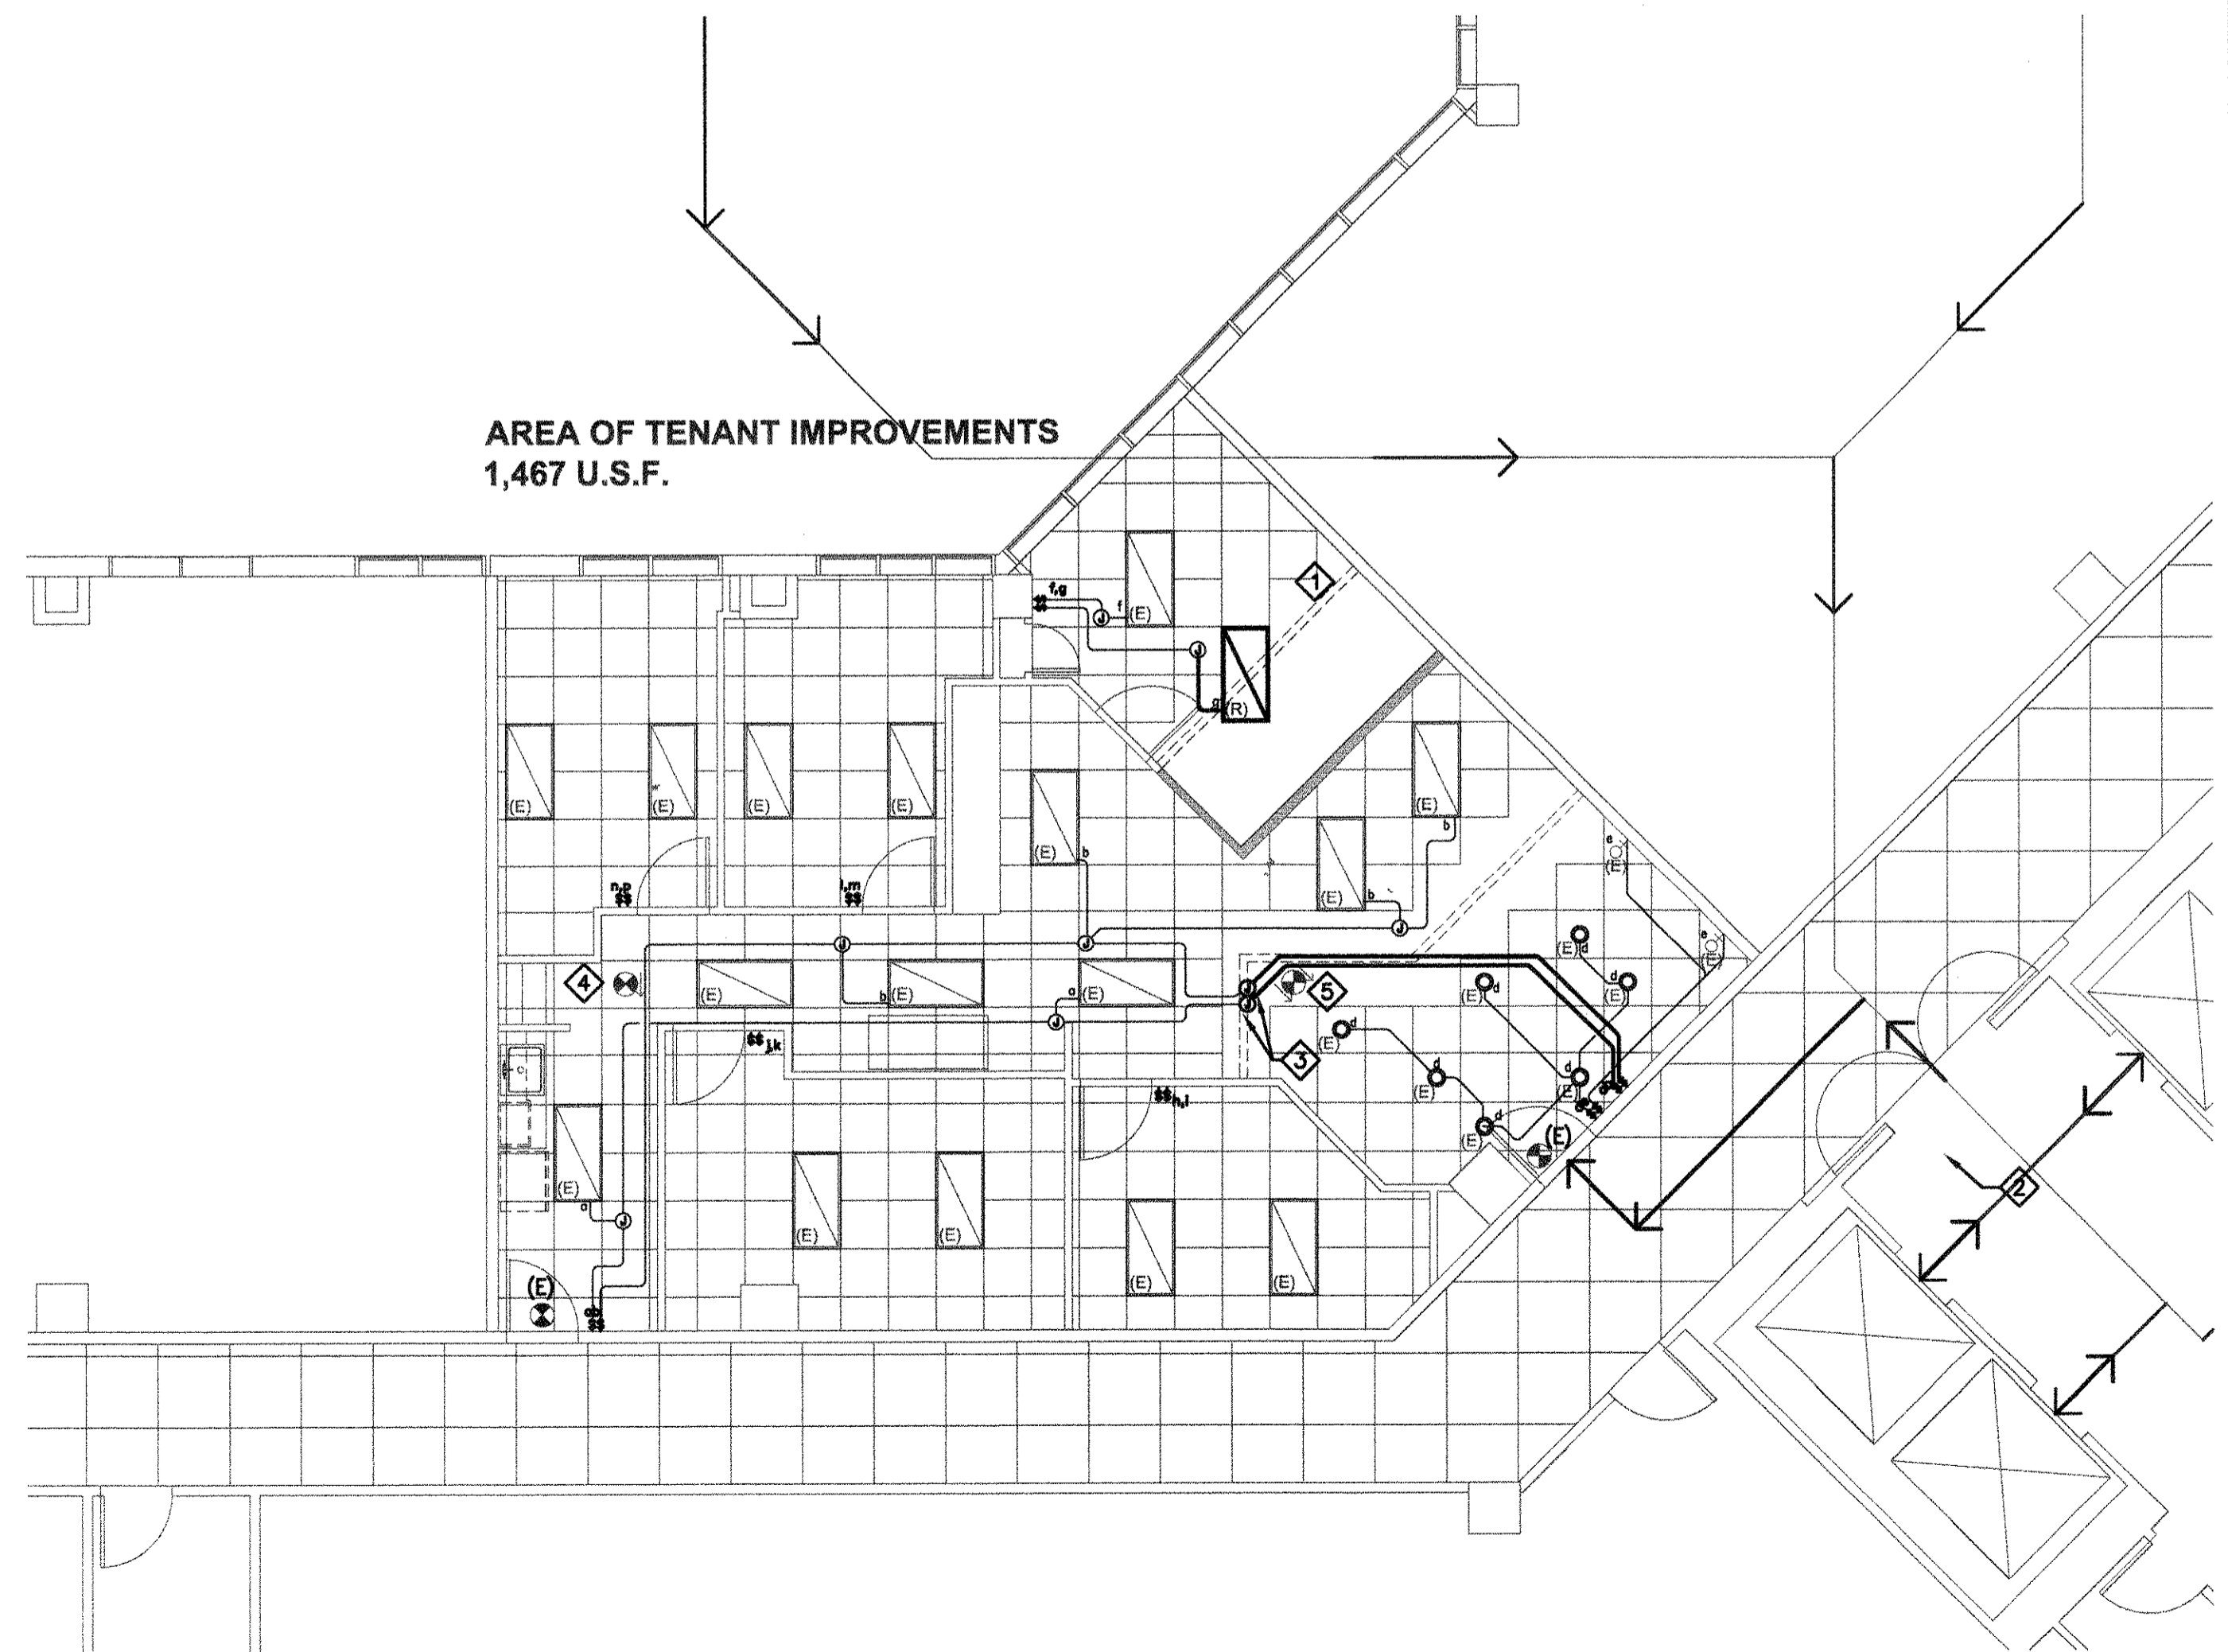 AREA OF TENANT IMPROVEMENTS
1,467 U.S.F.
f,g
f
(E)
1
J
J
g
(R)
(E)
(E)
(E)
(E)
(E)
b
(E)
b
(E)
b
n,p
$$
l,m
$$
e
(E)
e
(E)
J
J
J
(E)
d
4
(E)
b
(E)
a
(E)
J
J
5
(E)
d
d
(E)
J
3
$$ j,k
(E)
d
d
(E)
d
(E)
$$ h,i
(E)
d
(E)
(E)
a
J
2
(E)
(E)
(E)
(E)
(E)
$$